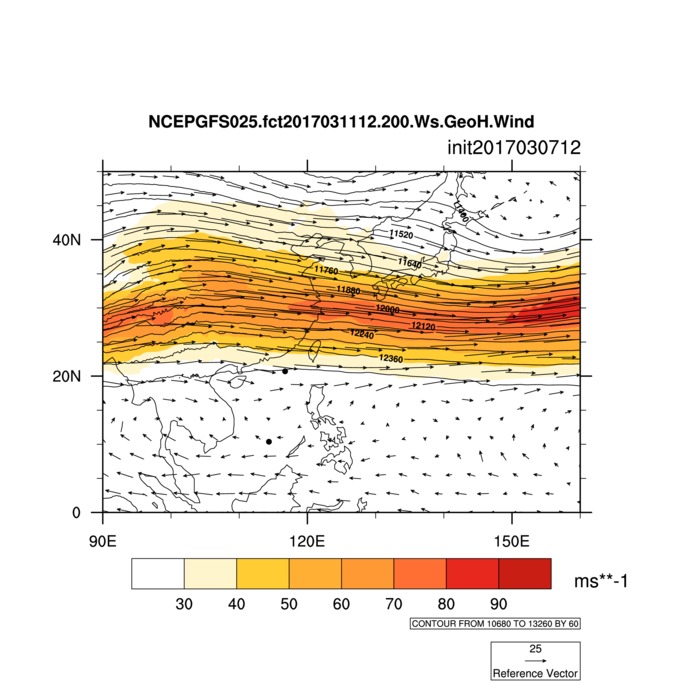 NCEPGFS025.fct2017031112.200.Ws.GeoH.Wind
init2017030712
40N
20N
0
11520
11640
11760
11880
12000
12120
12240
12360
90E 120E 150E
30 40 50 60 70 80 90
ms**-1
CONTOUR FROM 10680 TO 13260 BY 60
25
Reference Vector